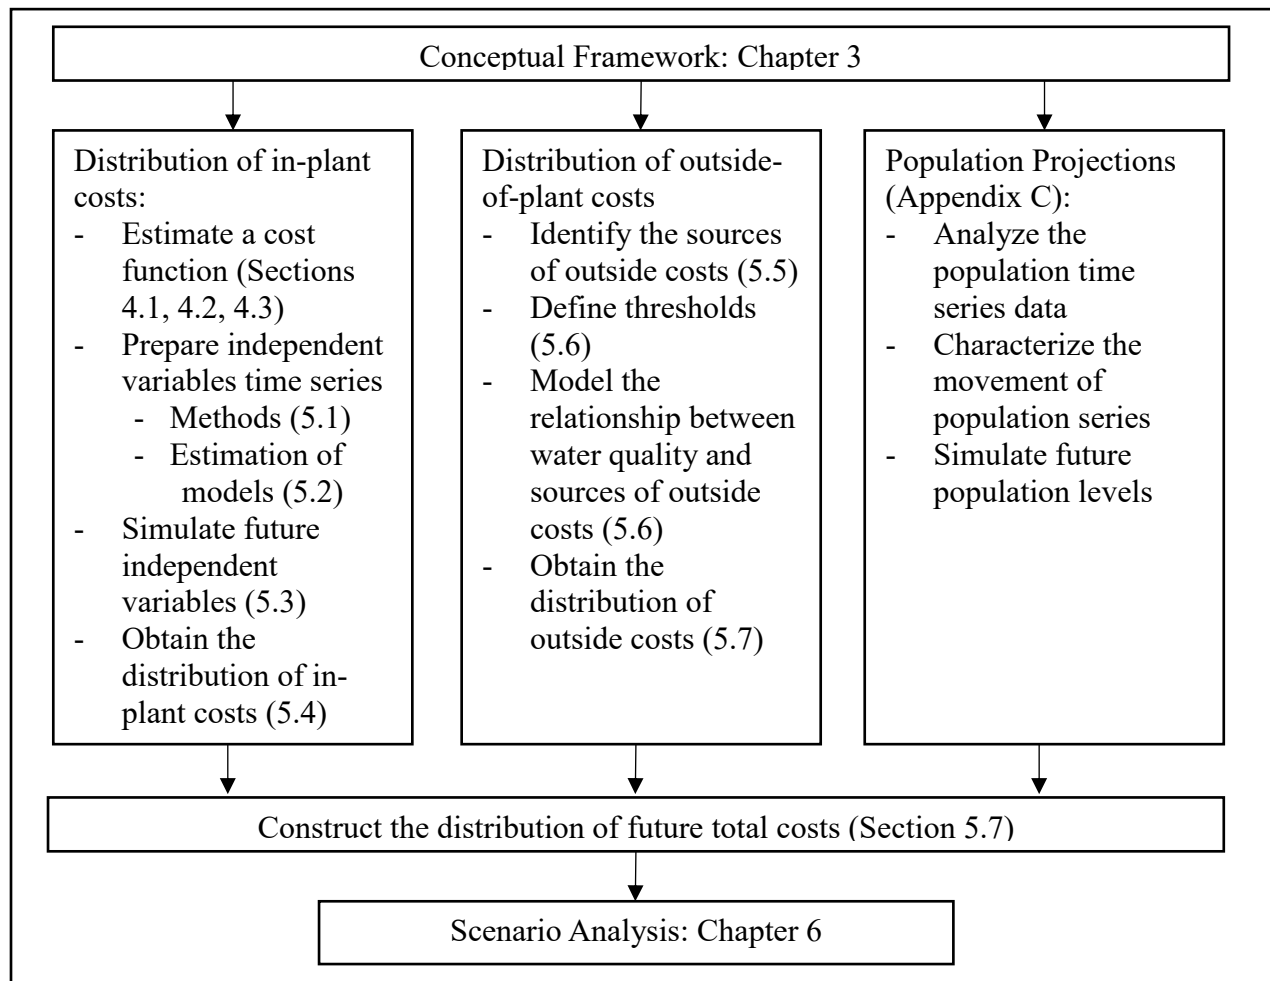 Conceptual Framework: Chapter 3
Distribution of in-plant
costs:
- Estimate a cost
function (Sections
4.1, 4.2, 4.3)
- Prepare independent
variables time series
- Methods (5.1)
- Estimation of
models (5.2)
- Simulate future
independent
variables (5.3)
- Obtain the
distribution of in-
plant costs (5.4)
Distribution of outside-
of-plant costs
- Identify the sources
of outside costs (5.5)
- Define thresholds
(5.6)
- Model the
relationship between
water quality and
sources of outside
costs (5.6)
- Obtain the
distribution of
outside costs (5.7)
Population Projections
(Appendix C):
- Analyze the
population time
series data
- Characterize the
movement of
population series
- Simulate future
population levels
Construct the distribution of future total costs (Section 5.7)
Scenario Analysis: Chapter 6